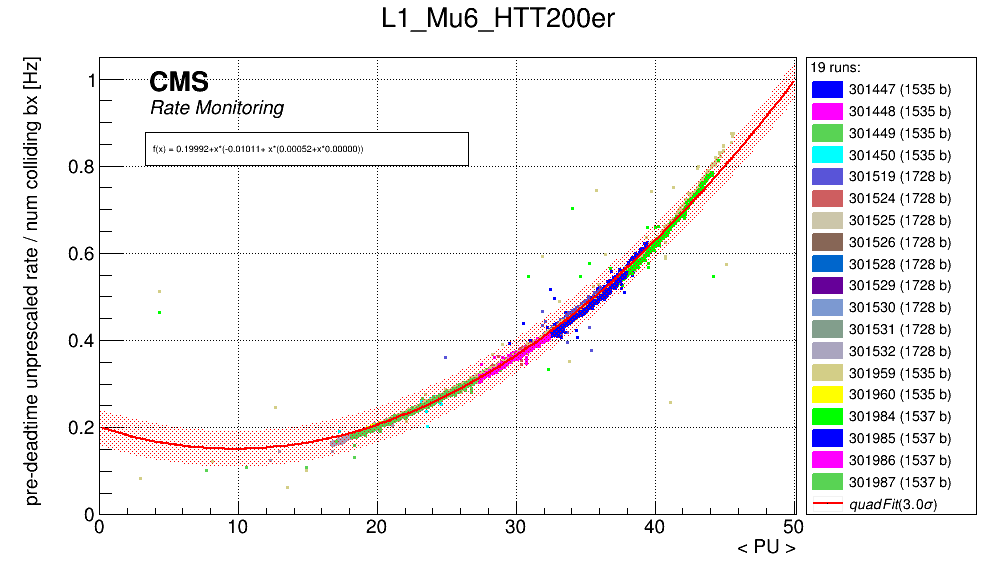 L1_Mu6_HTT200er
pre-deadtime unprescaled rate / num colliding bx [Hz]
CMS
Rate Monitoring
f(x) = 0.19992+x*(-0.01011+ x*(0.00052+x*0.00000))
1
0.8
0.6
0.4
0.2
0
0 10 20 30 40 50
< PU >
19 runs:
301447 (1535 b)
301448 (1535 b)
301449 (1535 b)
301450 (1535 b)
301519 (1728 b)
301524 (1728 b)
301525 (1728 b)
301526 (1728 b)
301528 (1728 b)
301529 (1728 b)
301530 (1728 b)
301531 (1728 b)
301532 (1728 b)
301959 (1535 b)
301960 (1535 b)
301984 (1537 b)
301985 (1537 b)
301986 (1537 b)
301987 (1537 b)
quadFit(3.0σ)